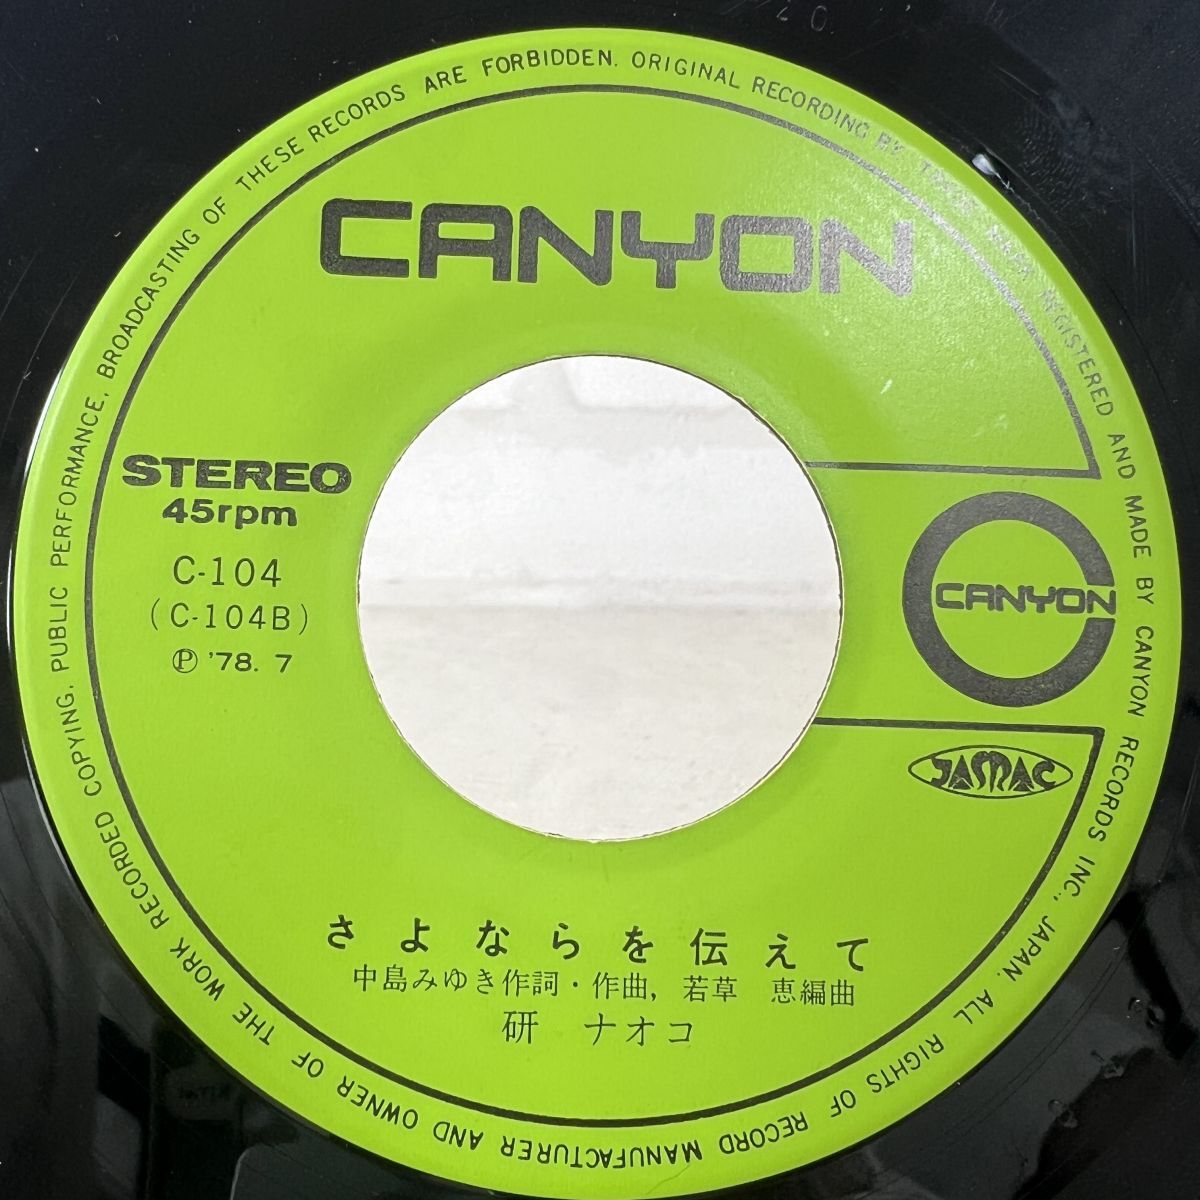 CANYON
STEREO
45rpm
C-104
(C-104B)
Ⓟ '78. 7
CANYON
JASMAC
さよならを伝えて
中島みゆき作詞・作曲, 若草 恵編曲
研 ナオコ
ALL RIGHTS OF RECORD MANUFACTURER AND OWNER OF THE WORK RECORDED COPYING, PUBLIC PERFORMANCE, BROADCASTING OF THESE RECORDS ARE FORBIDDEN. ORIGINAL RECORDING BY REGISTERED AND MADE BY CANYON RECORDS INC., JAPAN.